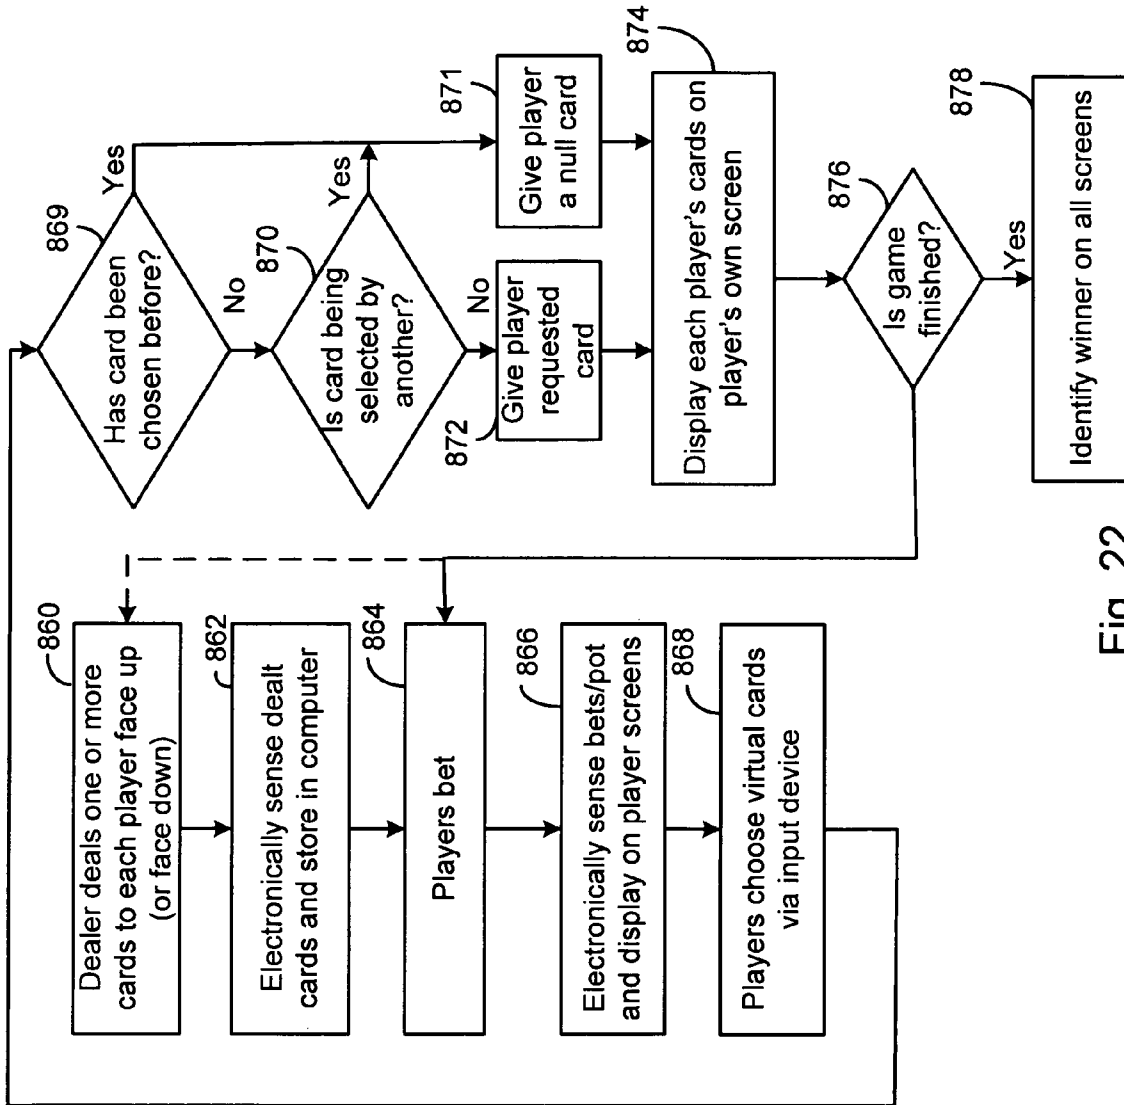 860
Dealer deals one or more
cards to each player face up
(or face down)
862
Electronically sense dealt
cards and store in computer
864
Players bet
866
Electronically sense bets/pot
and display on player screens
868
Players choose virtual cards
via input device
869
Has card been
chosen before?
Yes
No
870
Is card being
selected by
another?
Yes
No
871
Give player
a null card
872
Give player
requested
card
874
Display each player's cards on
player's own screen
876
Is game
finished?
Yes
878
Identify winner on all screens
Fig. 22